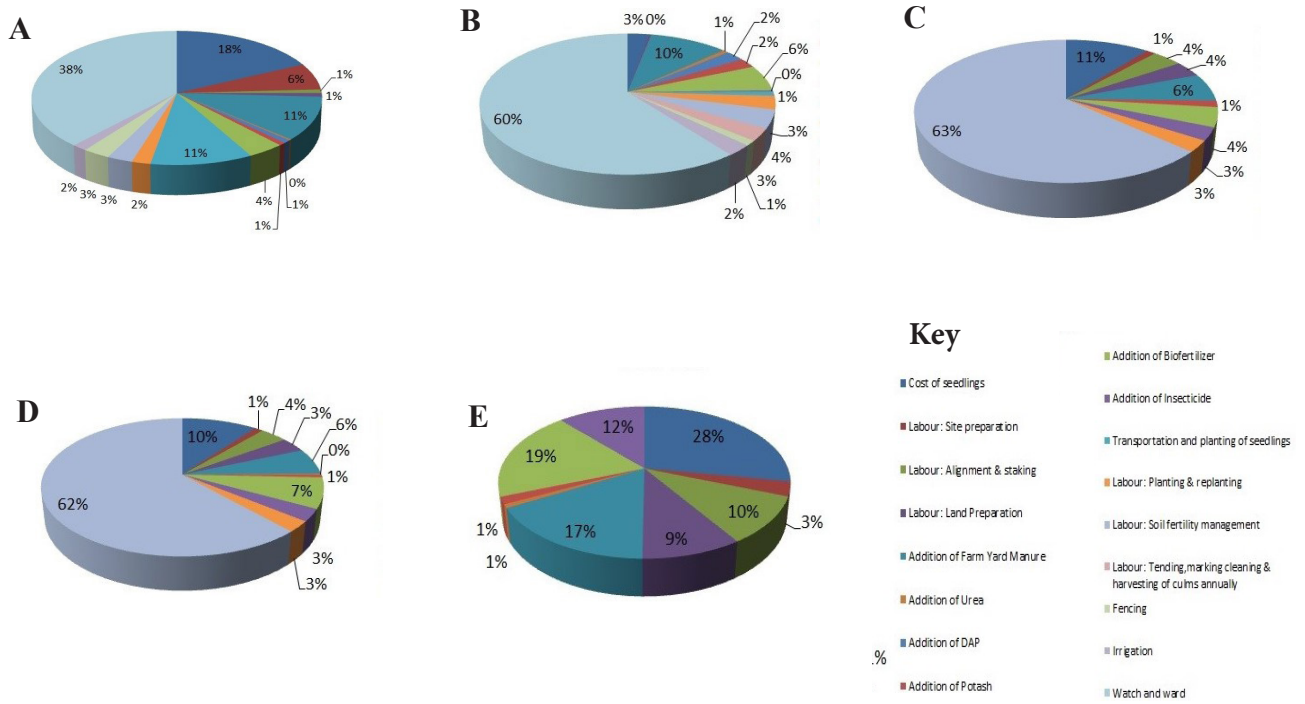 A
18%
6%
1%
1%
11%
0%
1%
1%
4%
11%
2%
3%
3%
2%
38%
B
3%
0%
10%
1%
2%
2%
6%
0%
1%
3%
4%
3%
1%
2%
60%
C
11%
1%
4%
4%
6%
1%
4%
3%
3%
63%
D
10%
1%
4%
3%
6%
0%
1%
7%
3%
3%
62%
E
28%
3%
10%
9%
17%
1%
1%
19%
12%
Key
Cost of seedlings
Labour: Site preparation
Labour: Alignment & staking
Labour: Land Preparation
Addition of Farm Yard Manure
Addition of Urea
Addition of DAP
Addition of Potash
Addition of Biofertilizer
Addition of Insecticide
Transportation and planting of seedlings
Labour: Planting & replanting
Labour: Soil fertility management
Labour: Tending,marking cleaning &
harvesting of culms annually
Fencing
Irrigation
Watch and ward
.%